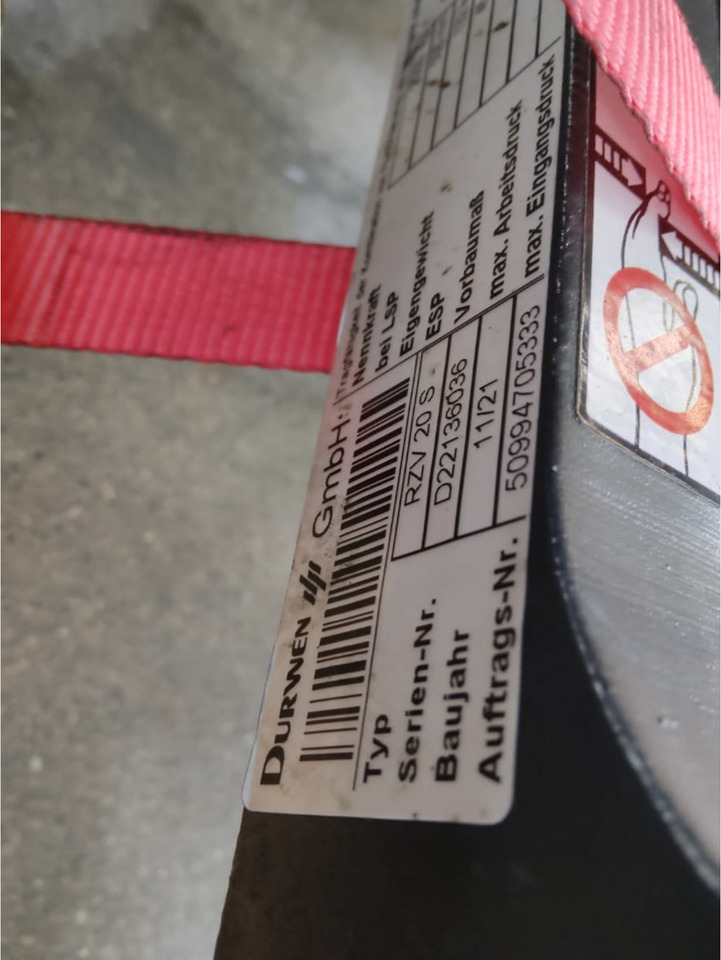 DURWEN GmbH:
Typ RZV 20 S
Serien-Nr. D22136036
Baujahr 11/21
Auftrags-Nr. 50994705333
Nennkraft
bei LSP
Eigengewicht
ESP
Vorbaumaß
max. Arbeitsdruck
max. Eingangsdruck